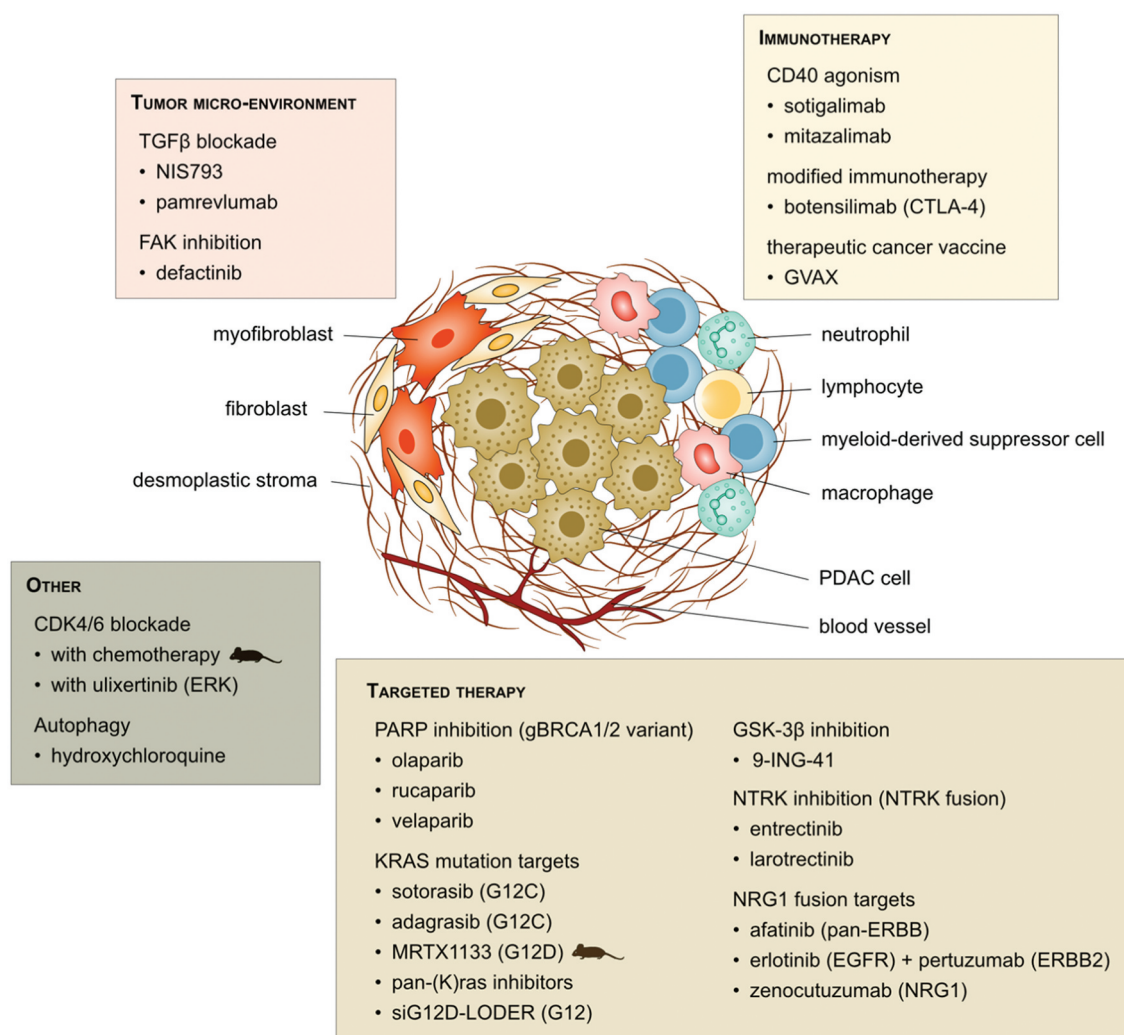 TUMOR MICRO-ENVIRONMENT
TGFβ blockade
• NIS793
• pamrevlumab
FAK inhibition
• defactinib
IMMUNOTHERAPY
CD40 agonism
• sotigalimab
• mitazalimab
modified immunotherapy
• botensilimab (CTLA-4)
therapeutic cancer vaccine
• GVAX
myofibroblast
fibroblast
desmoplastic stroma
neutrophil
lymphocyte
myeloid-derived suppressor cell
macrophage
PDAC cell
blood vessel
OTHER
CDK4/6 blockade
• with chemotherapy
• with ulixertinib (ERK)
Autophagy
• hydroxychloroquine
TARGETED THERAPY
PARP inhibition (gBRCA1/2 variant)
• olaparib
• rucaparib
• velaparib
KRAS mutation targets
• sotorasib (G12C)
• adagrasib (G12C)
• MRTX1133 (G12D)
• pan-(K)ras inhibitors
• siG12D-LODER (G12)
GSK-3β inhibition
• 9-ING-41
NTRK inhibition (NTRK fusion)
• entrectinib
• larotrectinib
NRG1 fusion targets
• afatinib (pan-ERBB)
• erlotinib (EGFR) + pertuzumab (ERBB2)
• zenocutuzumab (NRG1)